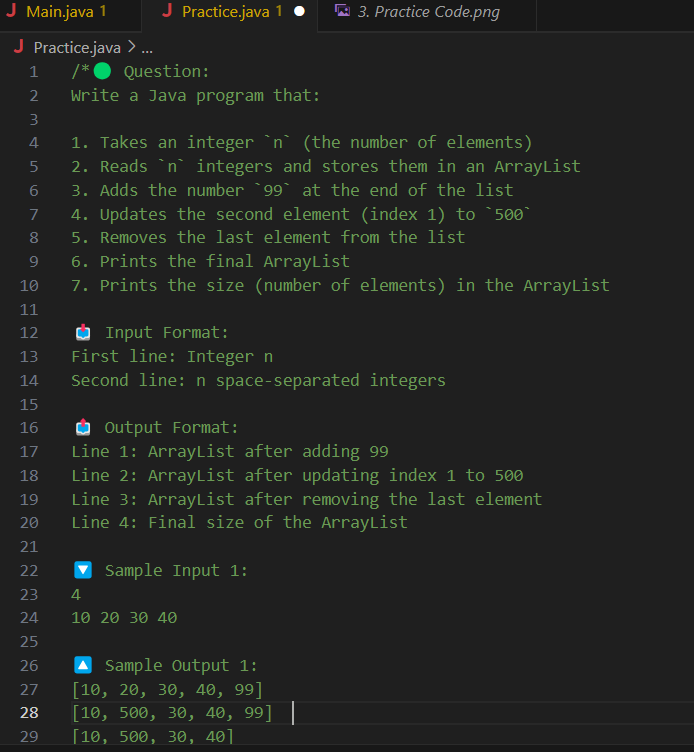 Main.java 1 Practice.java 1 3. Practice Code.png
Practice.java > ...
1 /*🟢 Question:
2 Write a Java program that:
3
4 1. Takes an integer `n` (the number of elements)
5 2. Reads `n` integers and stores them in an ArrayList
6 3. Adds the number `99` at the end of the list
7 4. Updates the second element (index 1) to `500`
8 5. Removes the last element from the list
9 6. Prints the final ArrayList
10 7. Prints the size (number of elements) in the ArrayList
11
12 📥 Input Format:
13 First line: Integer n
14 Second line: n space-separated integers
15
16 📤 Output Format:
17 Line 1: ArrayList after adding 99
18 Line 2: ArrayList after updating index 1 to 500
19 Line 3: ArrayList after removing the last element
20 Line 4: Final size of the ArrayList
21
22 🔽 Sample Input 1:
23 4
24 10 20 30 40
25
26 🔼 Sample Output 1:
27 [10, 20, 30, 40, 99]
28 [10, 500, 30, 40, 99]
29 [10, 500, 30, 40]